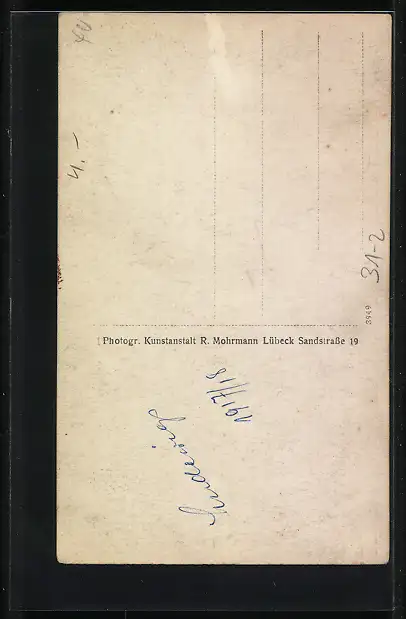 4.–
31-2
3949
Photogr. Kunstanstalt R. Mohrmann Lübeck Sandstraße 19
1917/18